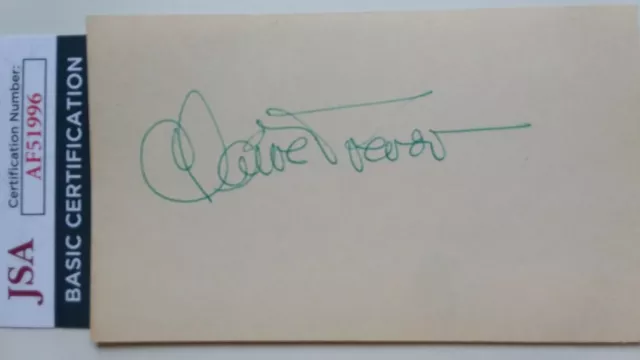 Certification Number:
AF51996
JSA
BASIC CERTIFICATION
Claire Trevor